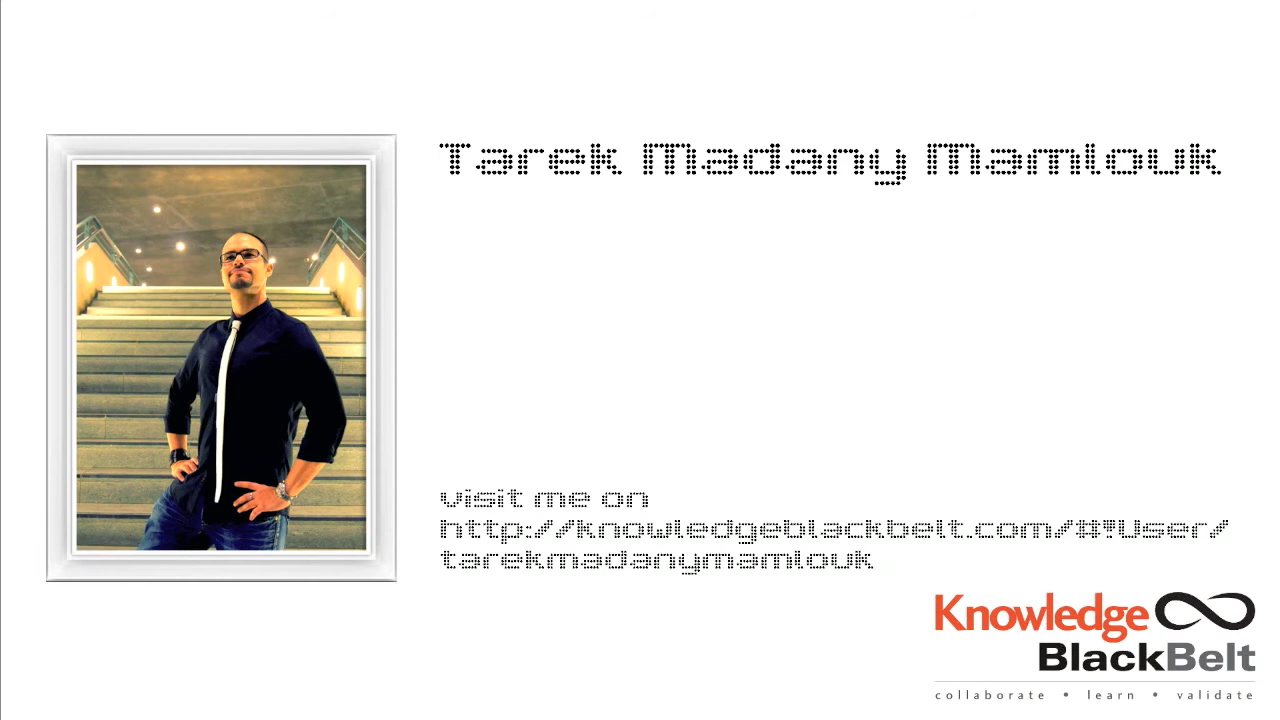 Tarek Madany Mamlouk
visit me on
http://knowledgeblackbelt.com/#!User/
tarekmadanymamlouk
Knowledge
BlackBelt
collaborate • learn • validate